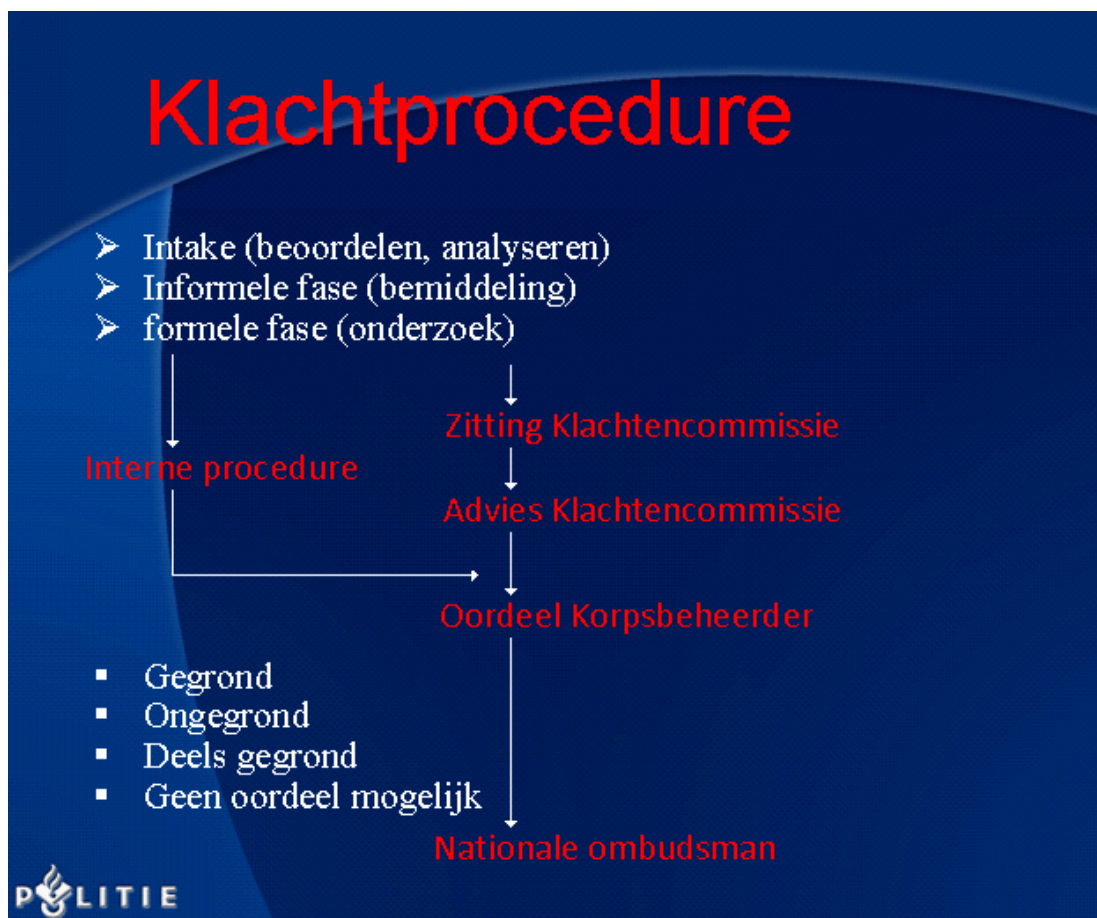 Klachtprocedure
Intake (beoordelen, analyseren)
Informele fase (bemiddeling)
formele fase (onderzoek)
Zitting Klachtencommissie
Interne procedure
Advies Klachtencommissie
Oordeel Korpsbeheerder
Gegrond
Ongegrond
Deels gegrond
Geen oordeel mogelijk
Nationale ombudsman
POLITIE